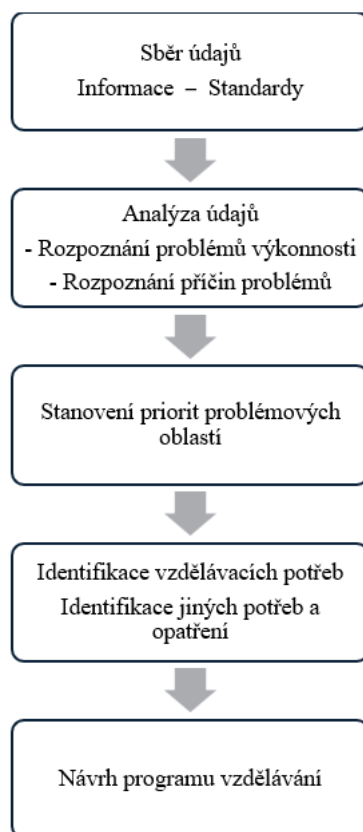 Sběr údajů
Informace – Standardy
Analýza údajů
- Rozpoznání problémů výkonnosti
- Rozpoznání příčin problémů
Stanovení priorit problémových
oblastí
Identifikace vzdělávacích potřeb
Identifikace jiných potřeb a
opatření
Návrh programu vzdělávání